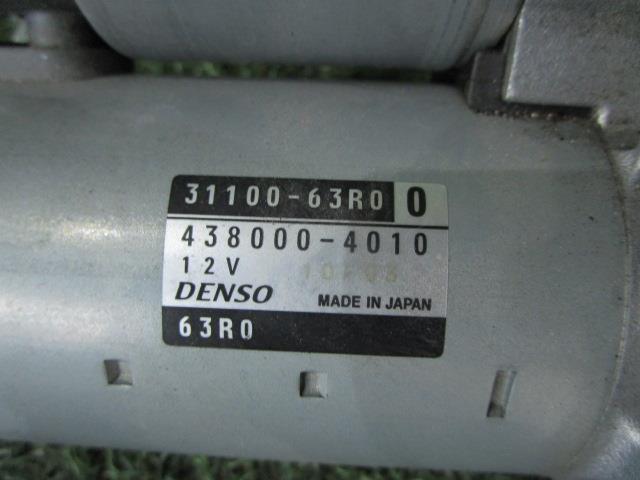 31100-63R0 0
438000-4010
12V
DENSO MADE IN JAPAN
63R0